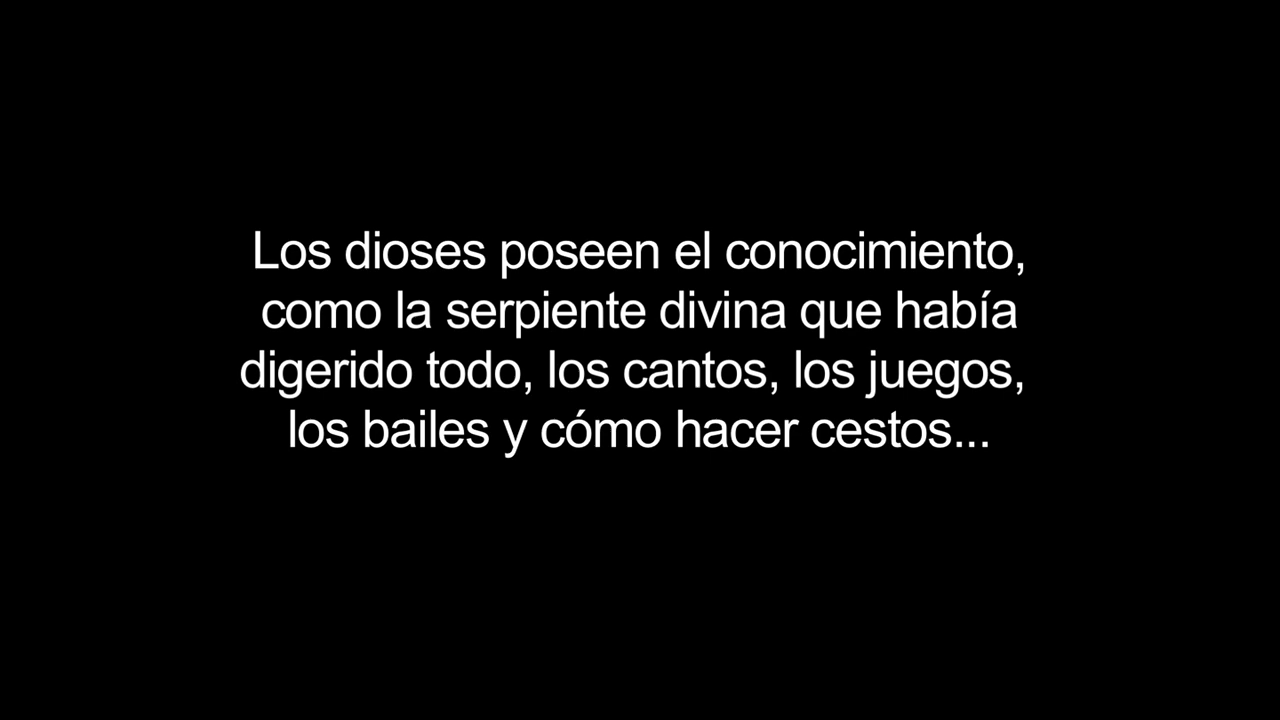 Los dioses poseen el conocimiento,
como la serpiente divina que había
digerido todo, los cantos, los juegos,
los bailes y cómo hacer cestos...